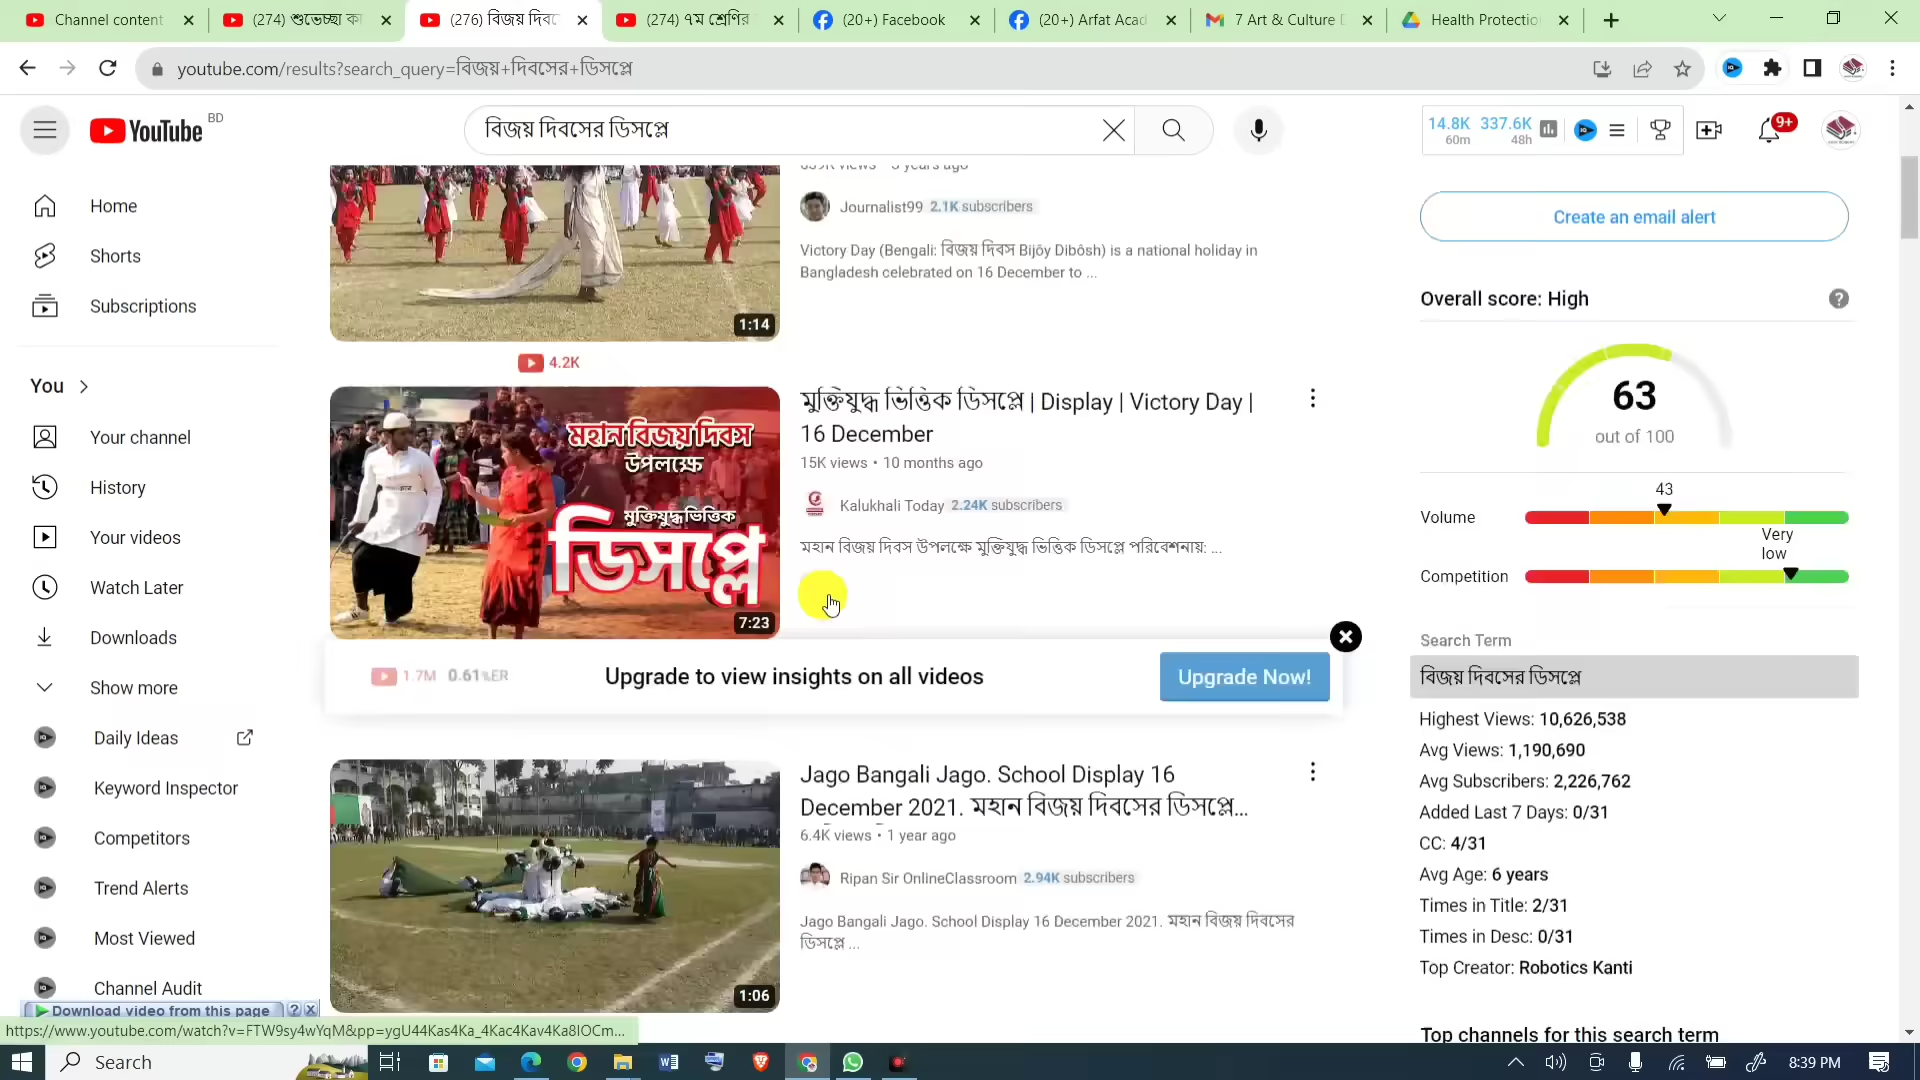 Channel content
(274) শুভেচ্ছা কা
(276) বিজয় দিবসে
(274) ৭ম শ্রেণির
(20+) Facebook
(20+) Arfat Acad
7 Art & Culture D
Health Protectio
youtube.com/results?search_query=বিজয়+দিবসের+ডিসপ্লে
YouTube BD
বিজয় দিবসের ডিসপ্লে
14.8K 337.6K
60m 48h
9+
Home
Shorts
Subscriptions
You
Your channel
History
Your videos
Watch Later
Downloads
Show more
Daily Ideas
Keyword Inspector
Competitors
Trend Alerts
Most Viewed
Channel Audit
Download video from this page
https://www.youtube.com/watch?v=FTW9sy4wYqM&pp=ygU44Kas4Ka_4Kac4Kav4Ka8IOCm...
Journalist99 2.1K subscribers
Victory Day (Bengali: বিজয় দিবস Bijôy Dibôsh) is a national holiday in
Bangladesh celebrated on 16 December to ...
1:14
4.2K
মহান বিজয় দিবস
উপলক্ষে
মুক্তিযুদ্ধ ভিত্তিক
ডিসপ্লে
7:23
মুক্তিযুদ্ধ ভিত্তিক ডিসপ্লে | Display | Victory Day |
16 December
15K views • 10 months ago
Kalukhali Today 2.24K subscribers
মহান বিজয় দিবস উপলক্ষে মুক্তিযুদ্ধ ভিত্তিক ডিসপ্লে পরিবেশনায়: ...
1.7M 0.61%ER
Upgrade to view insights on all videos
Upgrade Now!
Jago Bangali Jago. School Display 16
December 2021. মহান বিজয় দিবসের ডিসপ্লে...
6.4K views • 1 year ago
Ripan Sir OnlineClassroom 2.94K subscribers
Jago Bangali Jago. School Display 16 December 2021. মহান বিজয় দিবসের
ডিসপ্লে ...
1:06
Create an email alert
Overall score: High
63
out of 100
43
Volume
Very
low
Competition
Search Term
বিজয় দিবসের ডিসপ্লে
Highest Views: 10,626,538
Avg Views: 1,190,690
Avg Subscribers: 2,226,762
Added Last 7 Days: 0/31
CC: 4/31
Avg Age: 6 years
Times in Title: 2/31
Times in Desc: 0/31
Top Creator: Robotics Kanti
Top channels for this search term
Search
8:39 PM